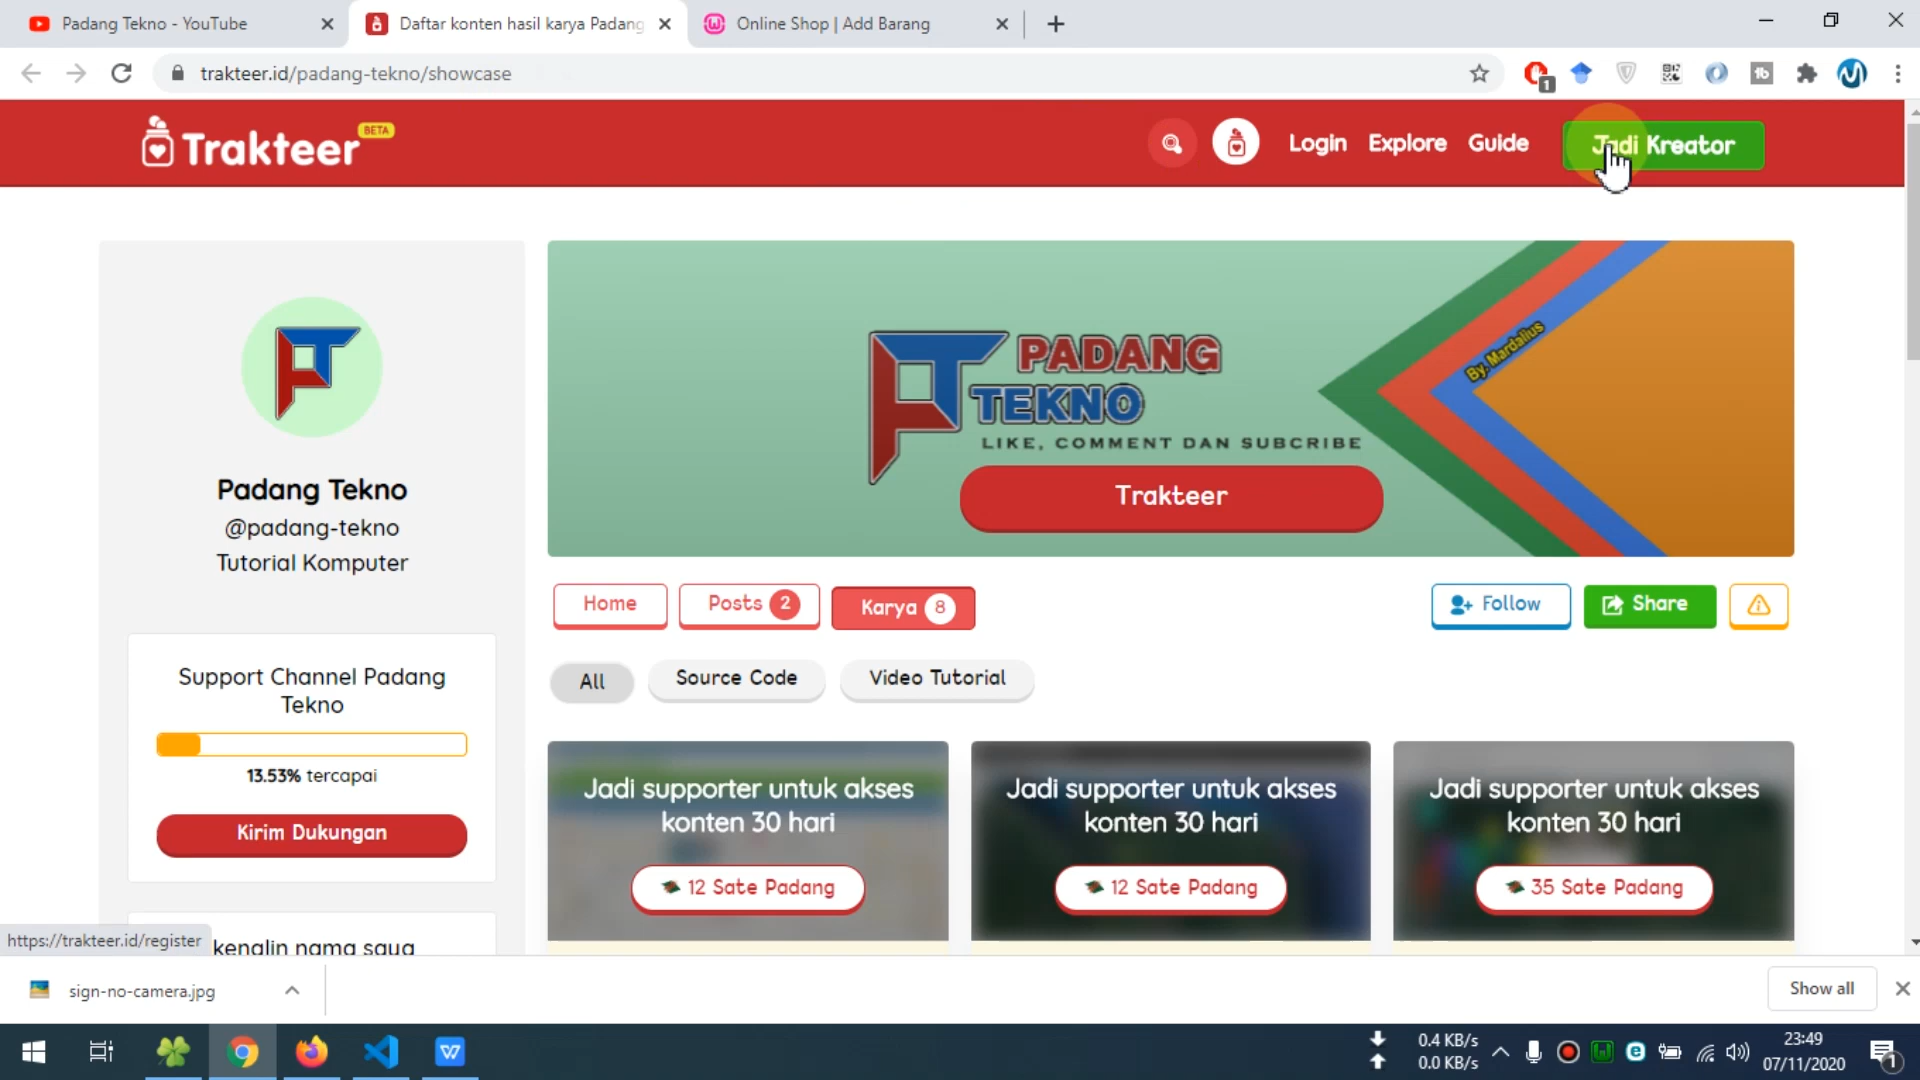 Padang Tekno - YouTube
Daftar konten hasil karya Padang
Online Shop | Add Barang
trakteer.id/padang-tekno/showcase
1
Trakteer BETA
Login Explore Guide Jadi Kreator
Padang Tekno
@padang-tekno
Tutorial Komputer
PADANG
TEKNO
LIKE, COMMENT DAN SUBCRIBE
By. Mardalius
Trakteer
Home Posts 2 Karya 8
Follow Share
All Source Code Video Tutorial
Support Channel Padang
Tekno
13.53% tercapai
Kirim Dukungan
Jadi supporter untuk akses
konten 30 hari
12 Sate Padang
Jadi supporter untuk akses
konten 30 hari
12 Sate Padang
Jadi supporter untuk akses
konten 30 hari
35 Sate Padang
https://trakteer.id/register
kenalin nama saya
sign-no-camera.jpg
Show all
0.4 KB/s
0.0 KB/s
23:49
07/11/2020
1